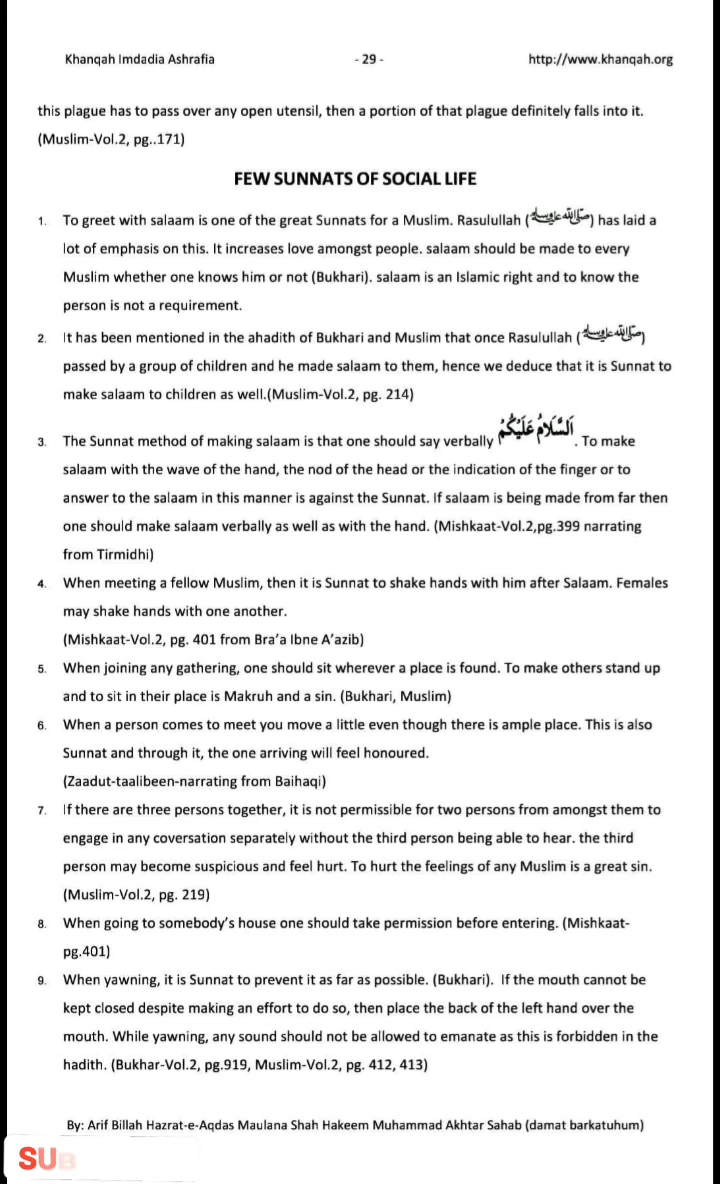 Khanqah Imdadia Ashrafia - 29 - http://www.khanqah.org
this plague has to pass over any open utensil, then a portion of that plague definitely falls into it.
(Muslim-Vol.2, pg..171)
FEW SUNNATS OF SOCIAL LIFE
1. To greet with salaam is one of the great Sunnats for a Muslim. Rasulullah (صلى الله عليه وسلم) has laid a
lot of emphasis on this. It increases love amongst people. salaam should be made to every
Muslim whether one knows him or not (Bukhari). salaam is an Islamic right and to know the
person is not a requirement.
2. It has been mentioned in the ahadith of Bukhari and Muslim that once Rasulullah (صلى الله عليه وسلم)
passed by a group of children and he made salaam to them, hence we deduce that it is Sunnat to
make salaam to children as well.(Muslim-Vol.2, pg. 214)
3. The Sunnat method of making salaam is that one should say verbally اَلسَّلَامُ عَلَيْكُمْ . To make
salaam with the wave of the hand, the nod of the head or the indication of the finger or to
answer to the salaam in this manner is against the Sunnat. If salaam is being made from far then
one should make salaam verbally as well as with the hand. (Mishkaat-Vol.2,pg.399 narrating
from Tirmidhi)
4. When meeting a fellow Muslim, then it is Sunnat to shake hands with him after Salaam. Females
may shake hands with one another.
(Mishkaat-Vol.2, pg. 401 from Bra’a Ibne A’azib)
5. When joining any gathering, one should sit wherever a place is found. To make others stand up
and to sit in their place is Makruh and a sin. (Bukhari, Muslim)
6. When a person comes to meet you move a little even though there is ample place. This is also
Sunnat and through it, the one arriving will feel honoured.
(Zaadut-taalibeen-narrating from Baihaqi)
7. If there are three persons together, it is not permissible for two persons from amongst them to
engage in any coversation separately without the third person being able to hear. the third
person may become suspicious and feel hurt. To hurt the feelings of any Muslim is a great sin.
(Muslim-Vol.2, pg. 219)
8. When going to somebody’s house one should take permission before entering. (Mishkaat-
pg.401)
9. When yawning, it is Sunnat to prevent it as far as possible. (Bukhari). If the mouth cannot be
kept closed despite making an effort to do so, then place the back of the left hand over the
mouth. While yawning, any sound should not be allowed to emanate as this is forbidden in the
hadith. (Bukhar-Vol.2, pg.919, Muslim-Vol.2, pg. 412, 413)
By: Arif Billah Hazrat-e-Aqdas Maulana Shah Hakeem Muhammad Akhtar Sahab (damat barkatuhum)
SUB